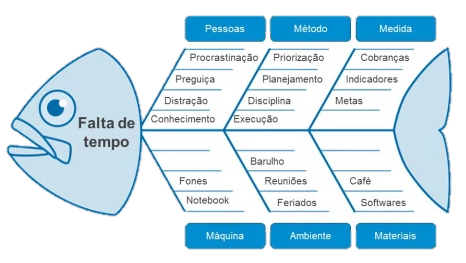 Pessoas
Método
Medida
Procrastinação
Priorização
Cobranças
Preguiça
Planejamento
Indicadores
Distração
Disciplina
Metas
Conhecimento
Execução
Falta de
tempo
Barulho
Fones
Reuniões
Café
Notebook
Feriados
Softwares
Máquina
Ambiente
Materiais